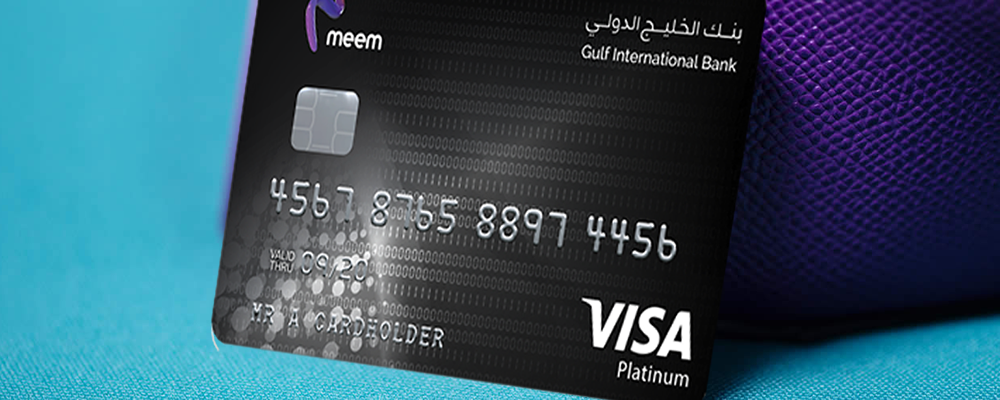 meem
بنك الخليج الدولي
Gulf International Bank
4567 8765 8897 4456
VALID
THRU 09/20
MR A CARDHOLDER
VISA
Platinum